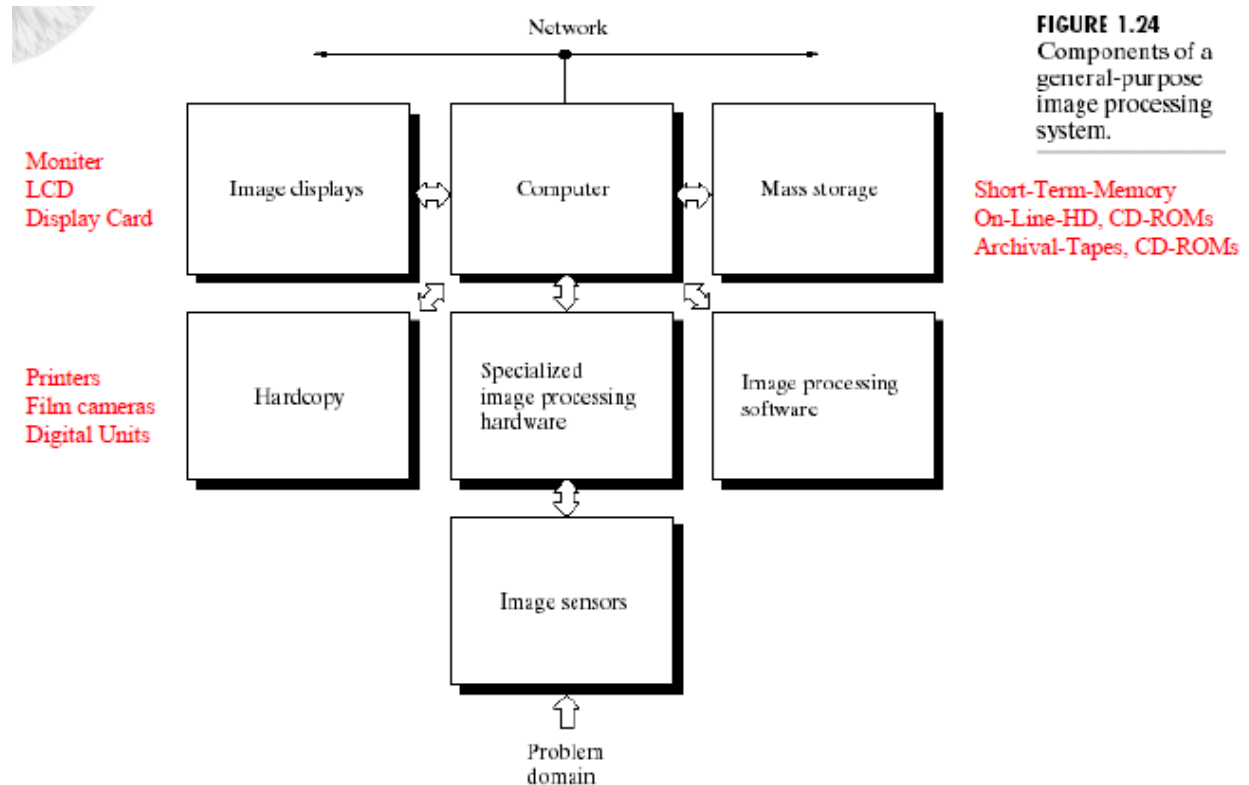 Network
FIGURE 1.24
Components of a
general-purpose
image processing
system.
Moniter
LCD
Display Card
Image displays
Computer
Mass storage
Short-Term-Memory
On-Line-HD, CD-ROMs
Archival-Tapes, CD-ROMs
Printers
Film cameras
Digital Units
Hardcopy
Specialized
image processing
hardware
Image processing
software
Image sensors
Problem
domain